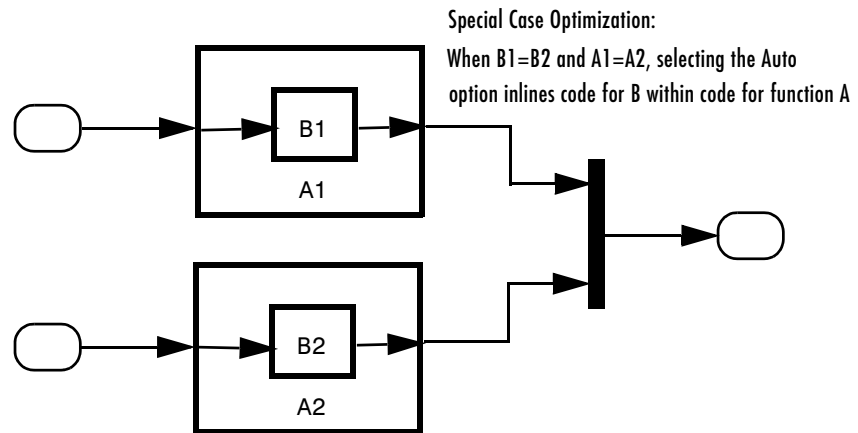 Special Case Optimization:
When B1=B2 and A1=A2, selecting the Auto
option inlines code for B within code for function A
B1
A1
B2
A2